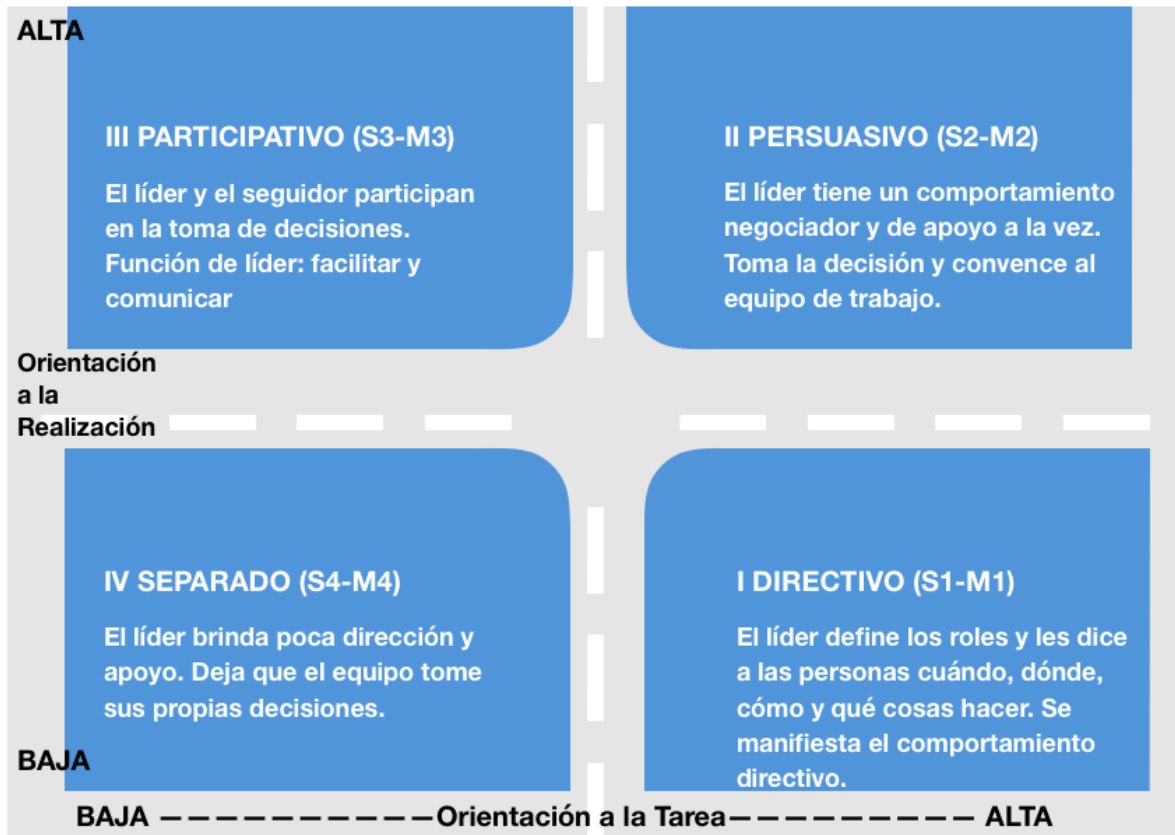 ALTA
III PARTICIPATIVO (S3-M3)
El líder y el seguidor participan
en la toma de decisiones.
Función de líder: facilitar y
comunicar
II PERSUASIVO (S2-M2)
El líder tiene un comportamiento
negociador y de apoyo a la vez.
Toma la decisión y convence al
equipo de trabajo.
Orientación
a la
Realización
IV SEPARADO (S4-M4)
El líder brinda poca dirección y
apoyo. Deja que el equipo tome
sus propias decisiones.
I DIRECTIVO (S1-M1)
El líder define los roles y les dice
a las personas cuándo, dónde,
cómo y qué cosas hacer. Se
manifiesta el comportamiento
directivo.
BAJA
BAJA — — — — — — — — — —Orientación a la Tarea— — — — — — — — — ALTA